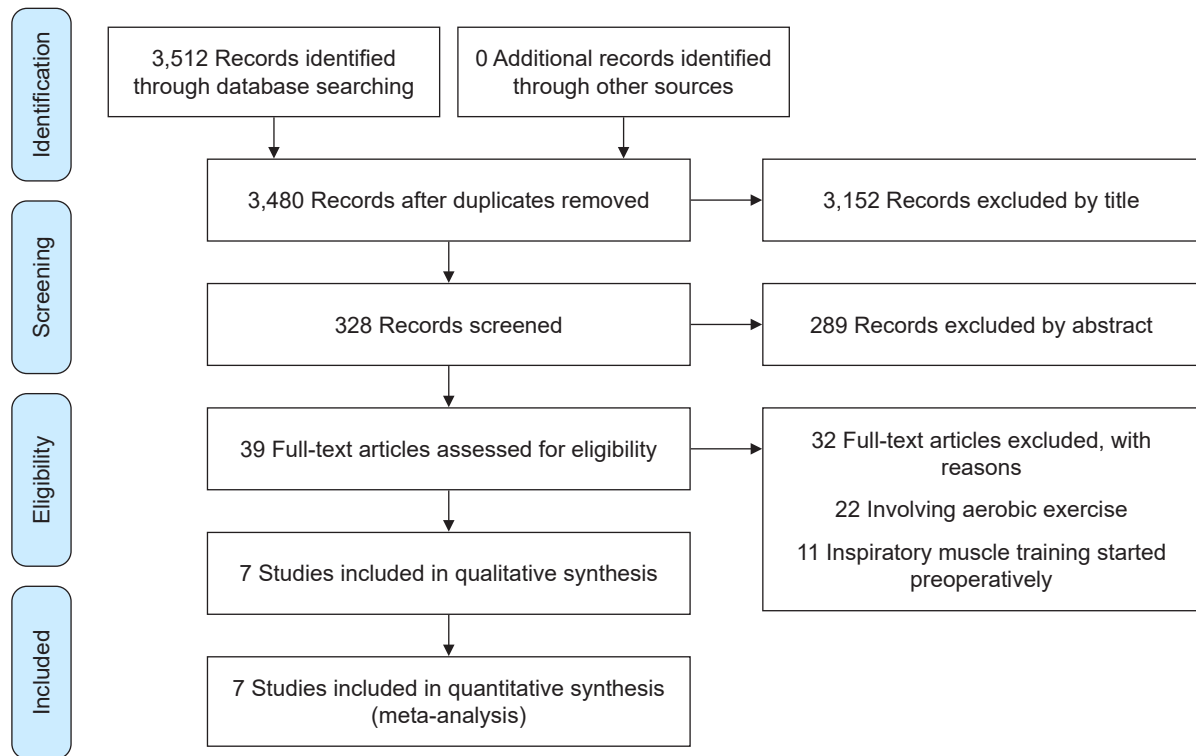 Identification
3,512 Records identified
through database searching
0 Additional records identified
through other sources
3,480 Records after duplicates removed
3,152 Records excluded by title
Screening
328 Records screened
289 Records excluded by abstract
Eligibility
39 Full-text articles assessed for eligibility
32 Full-text articles excluded, with
reasons
22 Involving aerobic exercise
11 Inspiratory muscle training started
preoperatively
7 Studies included in qualitative synthesis
Included
7 Studies included in quantitative synthesis
(meta-analysis)